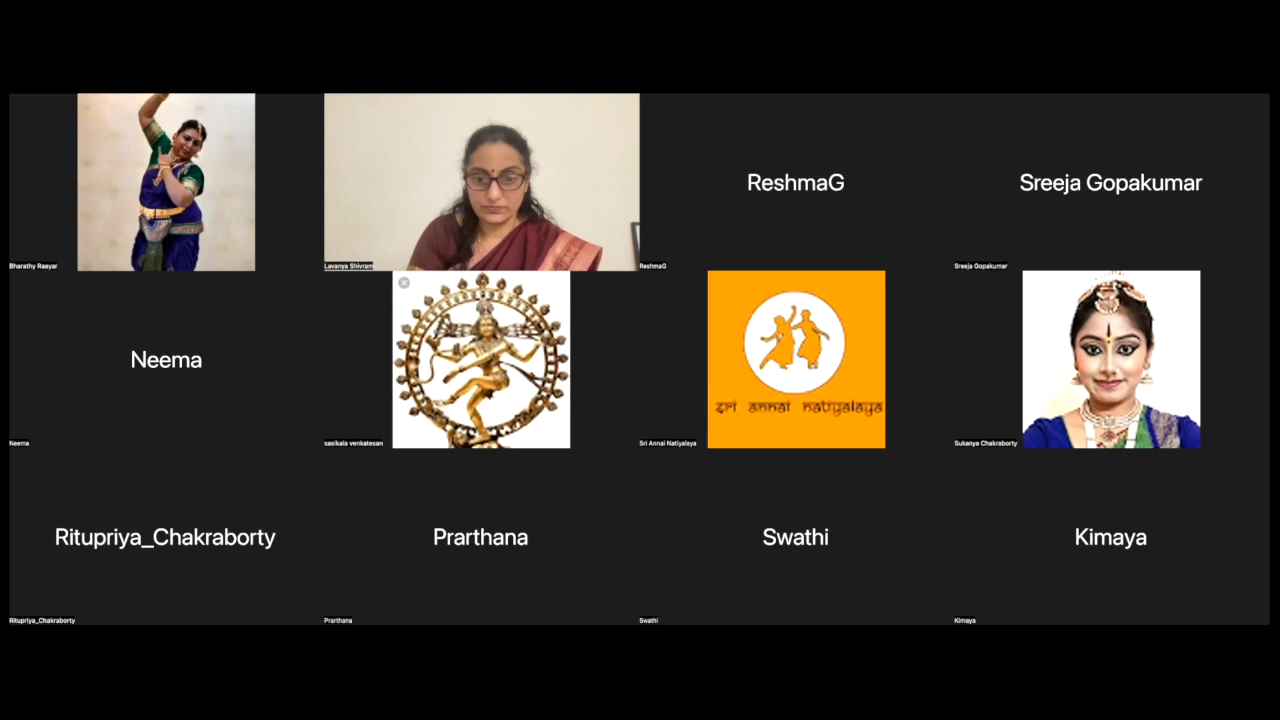 ReshmaG
Sreeja Gopakumar
Bharathy Raayar
Lavanya Shivram
ReshmaG
Sreeja Gopakumar
Neema
sri annai natiyalaya
Neema
sasikala venkatesan
Sri Annai Natiyalaya
Sukanya Chakraborty
Ritupriya_Chakraborty
Prarthana
Swathi
Kimaya
Ritupriya_Chakraborty
Prarthana
Swathi
Kimaya